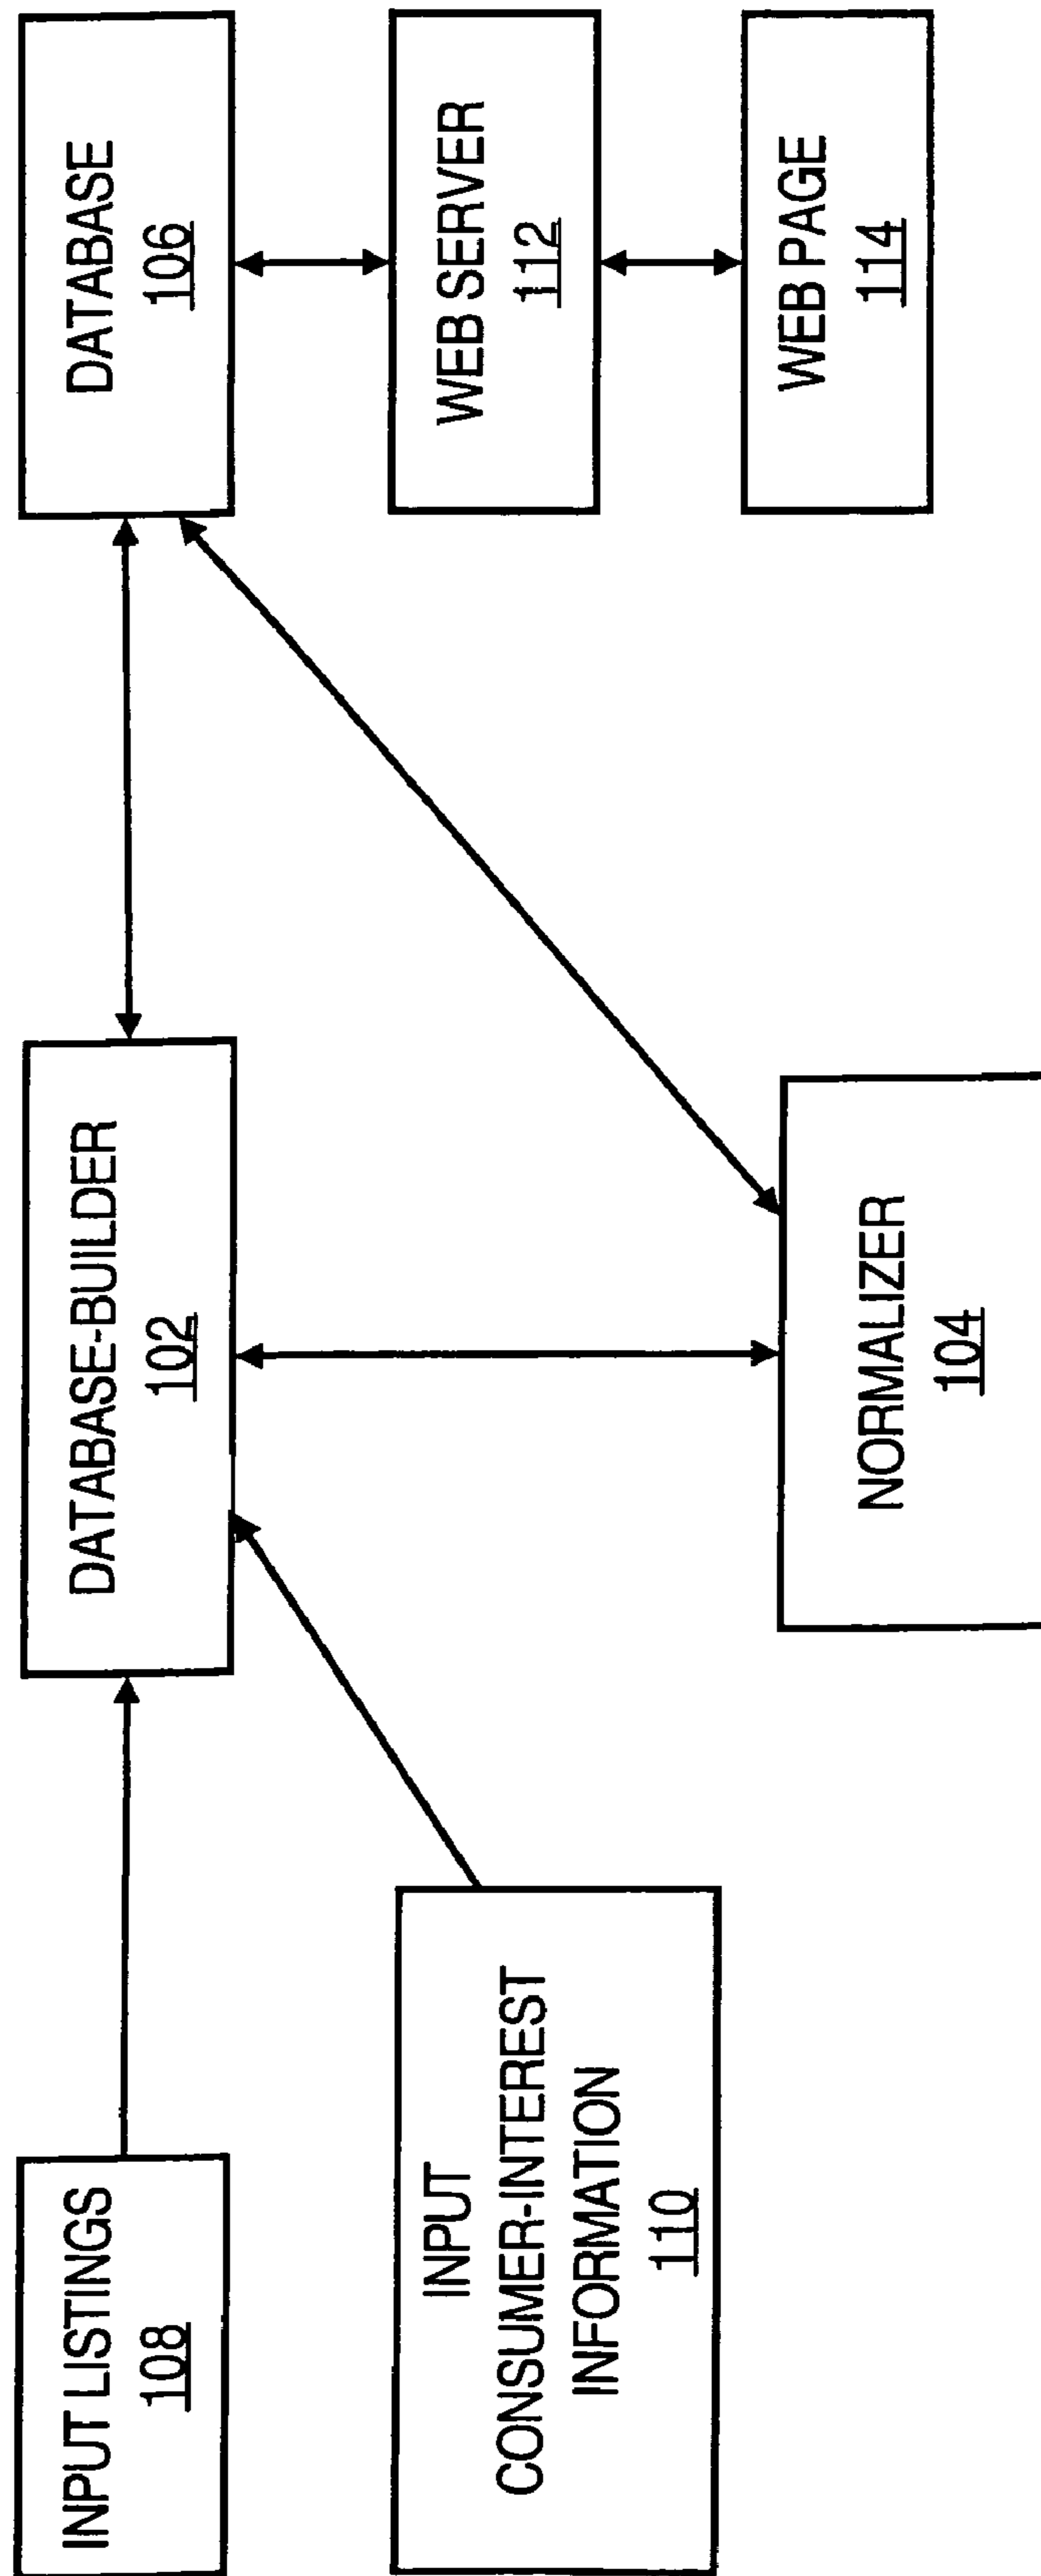 INPUT LISTINGS
108
DATABASE-BUILDER
102
DATABASE
106
INPUT
CONSUMER-INTEREST
INFORMATION
110
WEB SERVER
112
NORMALIZER
104
WEB PAGE
114